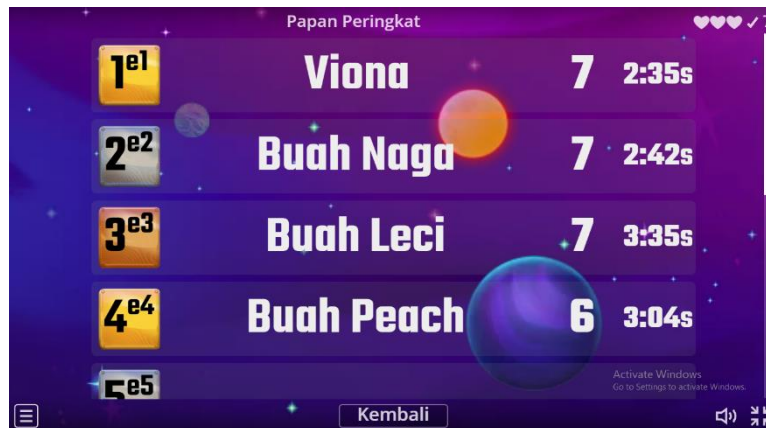 Papan Peringkat
1e1 Viona 7 2:35s
2e2 Buah Naga 7 2:42s
3e3 Buah Leci 7 3:35s
4e4 Buah Peach 6 3:04s
5e5
Activate Windows
Go to Settings to activate Windows.
Kembali